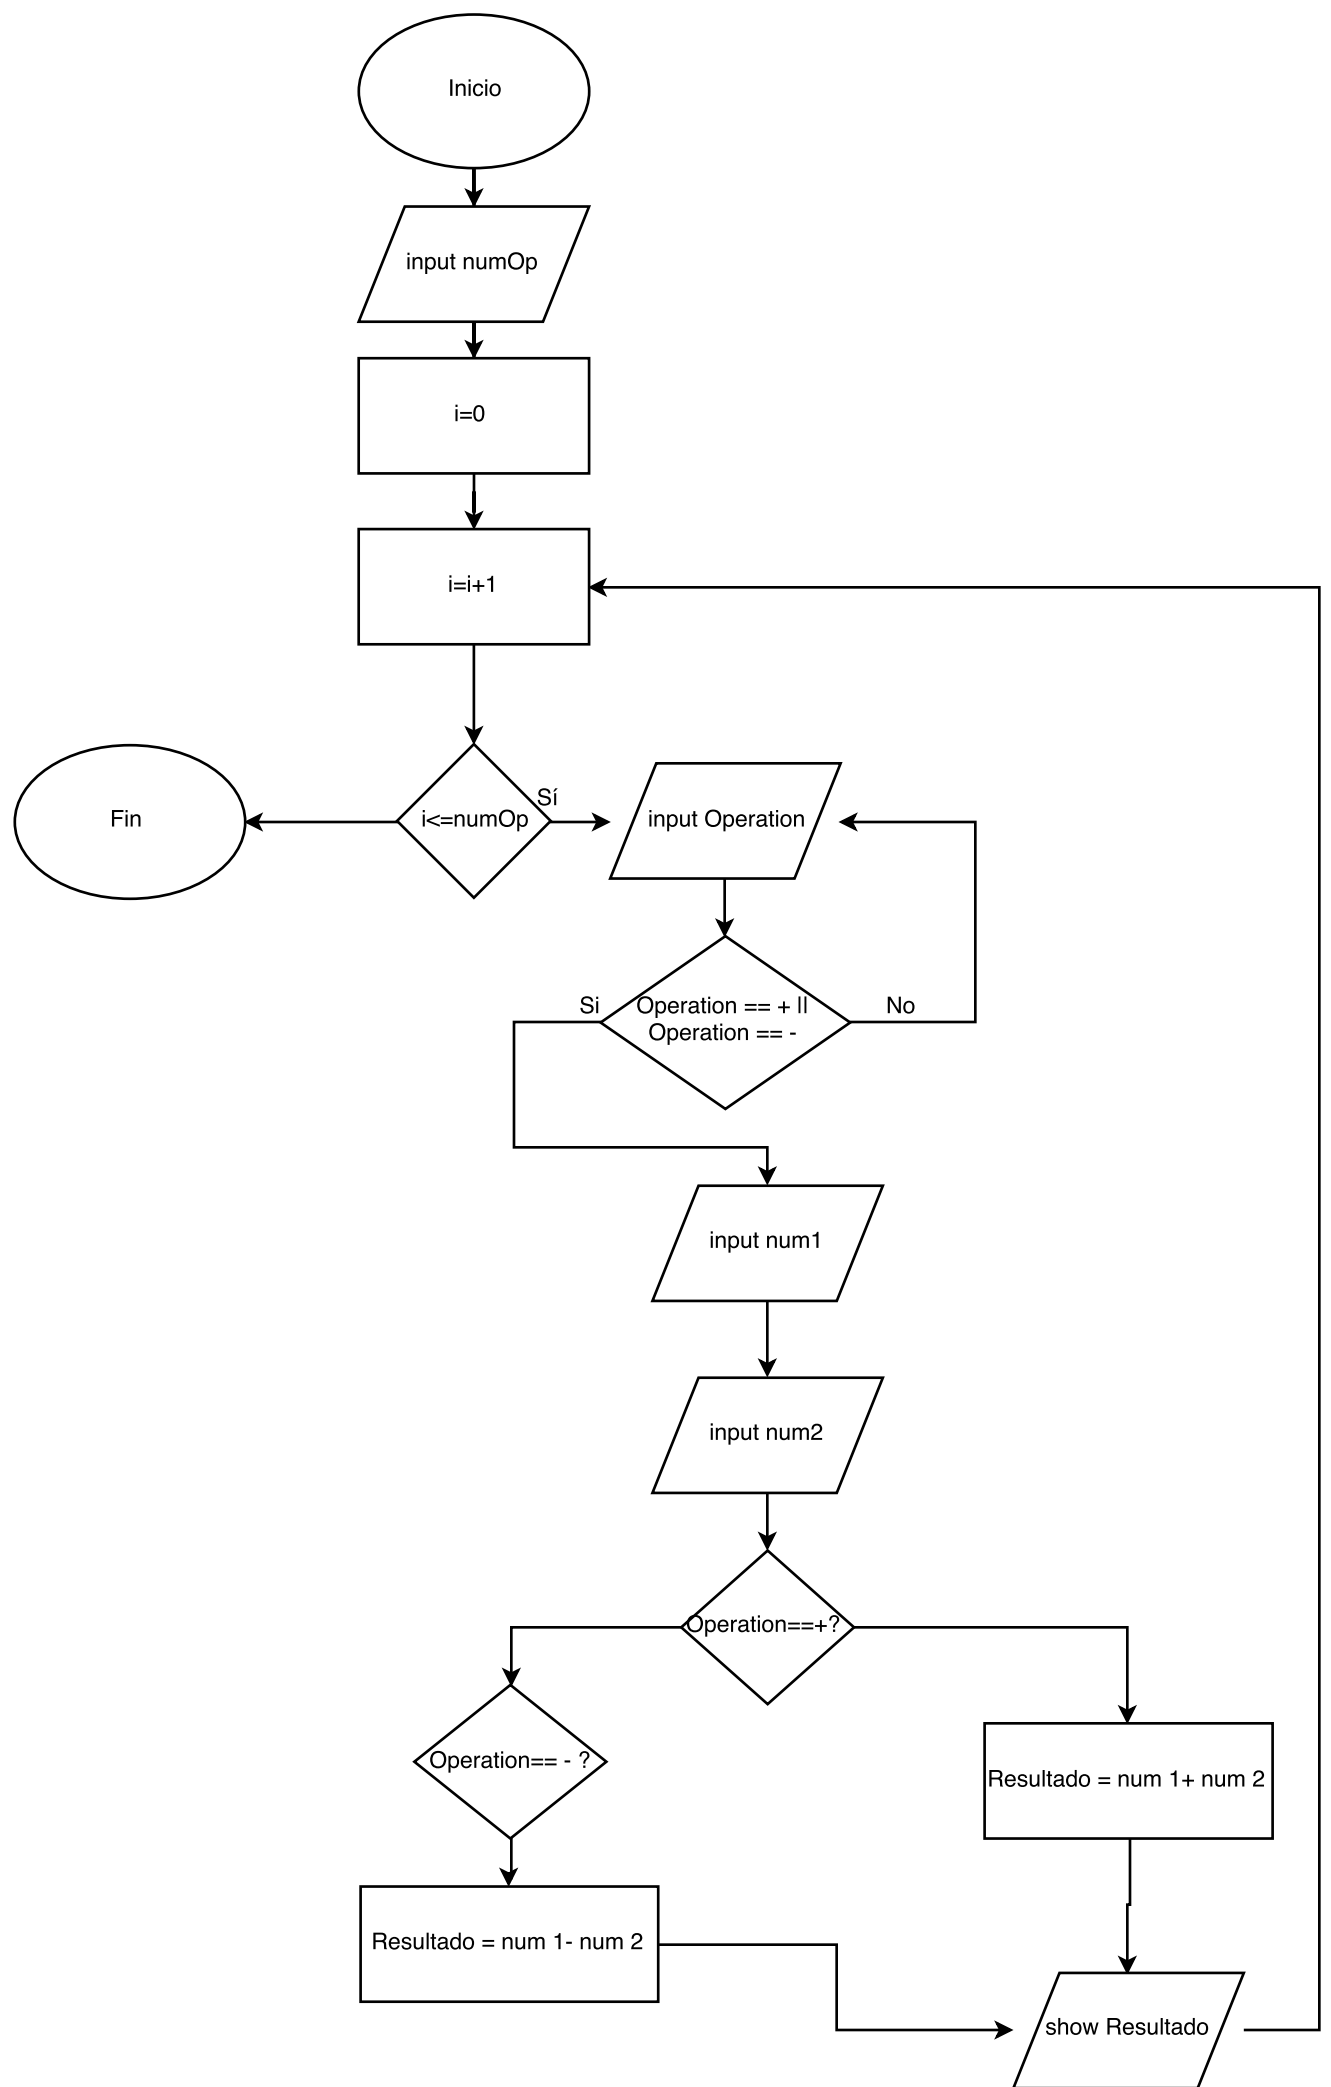 Inicio
input numOp
i=0
i=i+1
Fin
i<=numOp
Sí
input Operation
Si
Operation == + ||
Operation == -
No
input num1
input num2
Operation==+?
Operation== - ?
Resultado = num 1+ num 2
Resultado = num 1- num 2
show Resultado